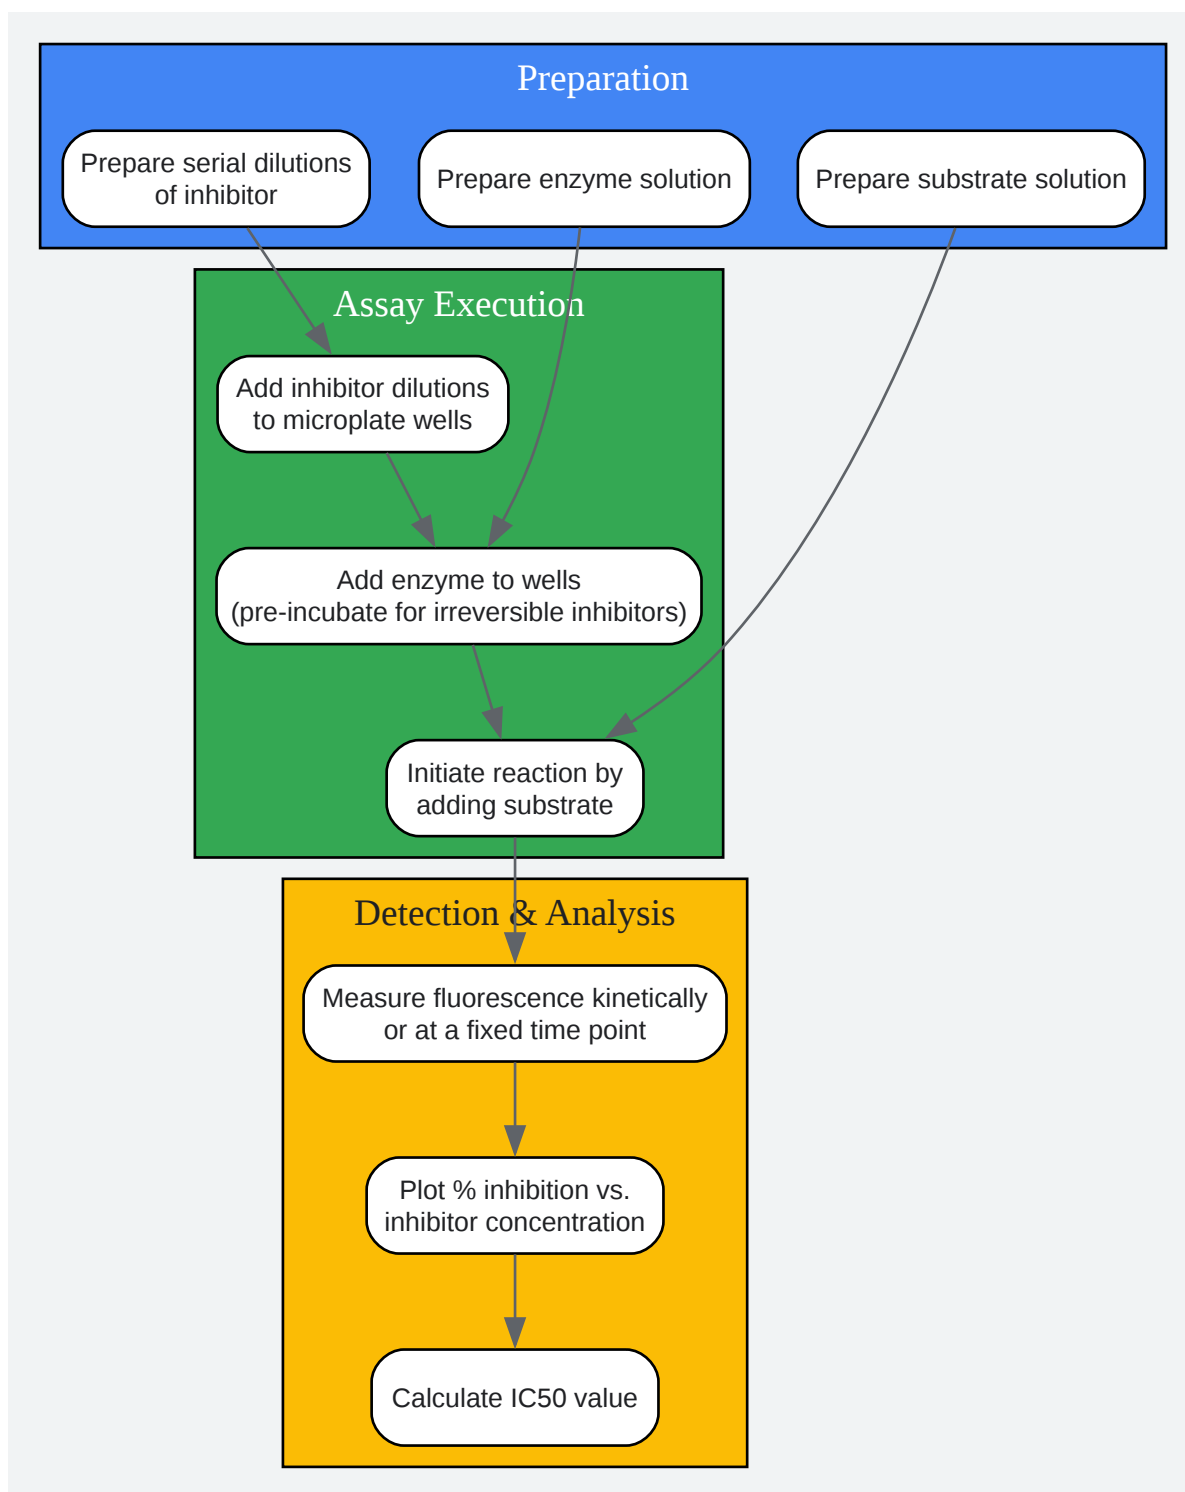 Preparation
Prepare serial dilutions
of inhibitor
Prepare enzyme solution
Prepare substrate solution
Assay Execution
Add inhibitor dilutions
to microplate wells
Add enzyme to wells
(pre-incubate for irreversible inhibitors)
Initiate reaction by
adding substrate
Detection & Analysis
Measure fluorescence kinetically
or at a fixed time point
Plot % inhibition vs.
inhibitor concentration
Calculate IC50 value